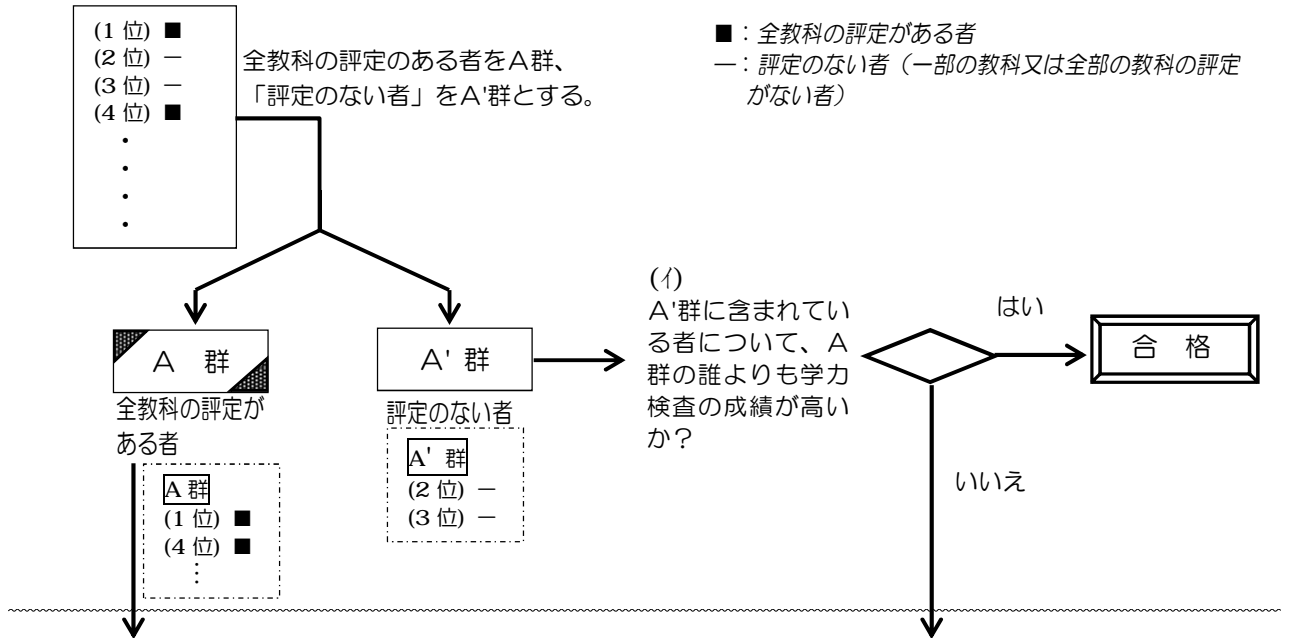 (1 位) ■
(2 位) －
(3 位) －
(4 位) ■
・
・
・
・
全教科の評定のある者をＡ群、
「評定のない者」をＡ'群とする。
■：全教科の評定がある者
－：評定のない者（一部の教科又は全部の教科の評定
がない者）
Ａ 群
全教科の評定が
ある者
A 群
(1 位) ■
(4 位) ■
⋮
Ａ' 群
評定のない者
A' 群
(2 位) －
(3 位) －
(ｲ)
Ａ'群に含まれてい
る者について、Ａ
群の誰よりも学力
検査の成績が高い
か？
はい
合 格
いいえ